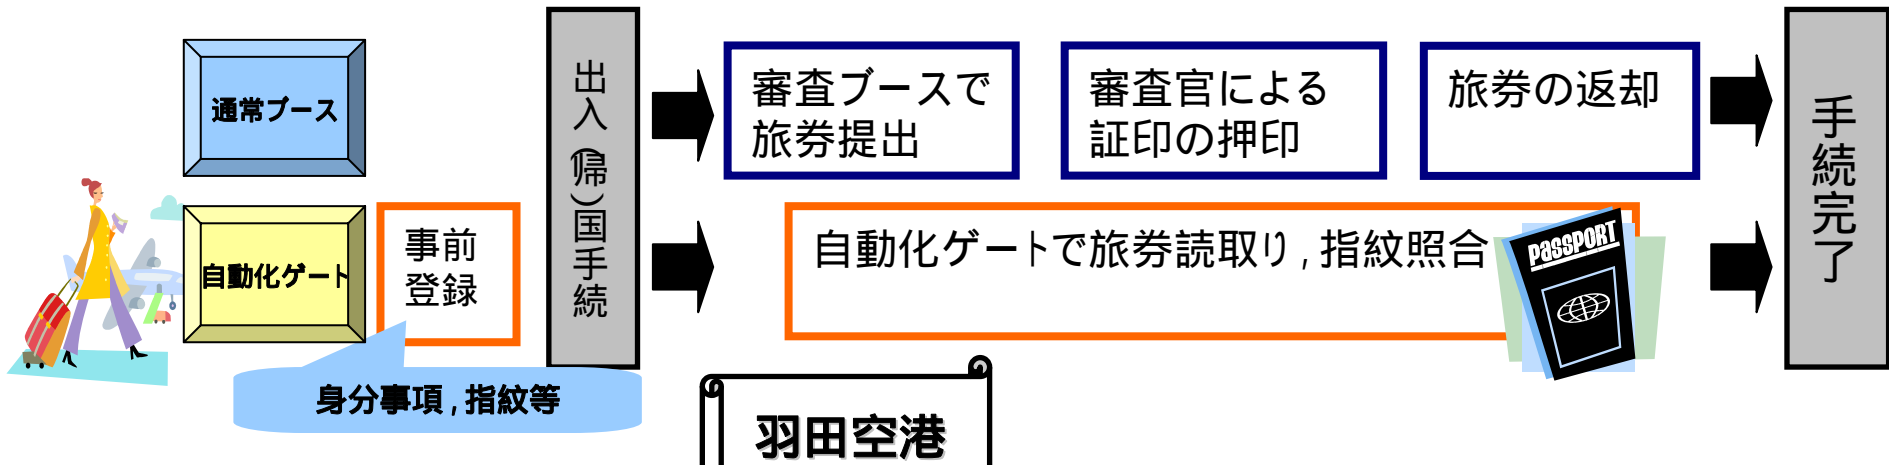 通常ブース
出入(帰)国手続
審査ブースで
旅券提出
審査官による
証印の押印
旅券の返却
手続完了
自動化ゲート
事前
登録
自動化ゲートで旅券読取り,指紋照合
PASSPORT
身分事項,指紋等
羽田空港